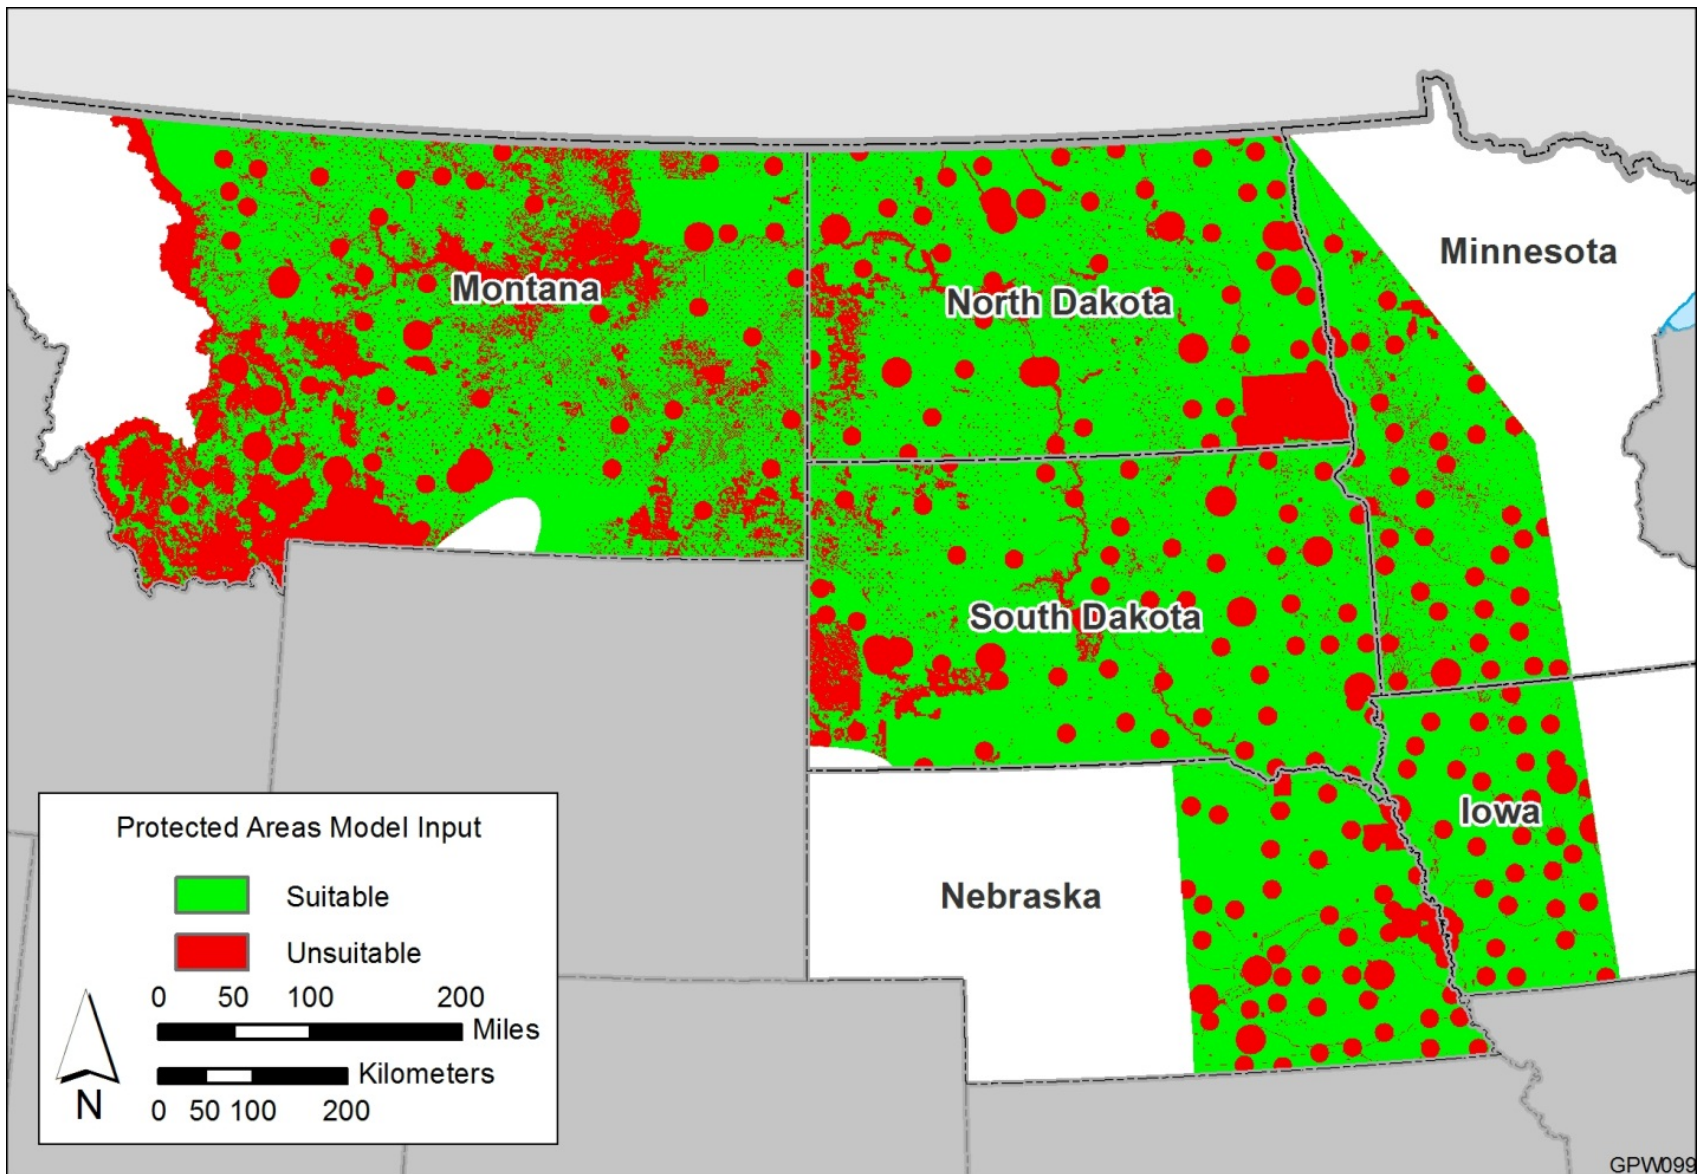 Minnesota
Montana
North Dakota
South Dakota
Iowa
Nebraska
Protected Areas Model Input
Suitable
Unsuitable
0 50 100 200
Miles
Kilometers
0 50 100 200
N
GPW099